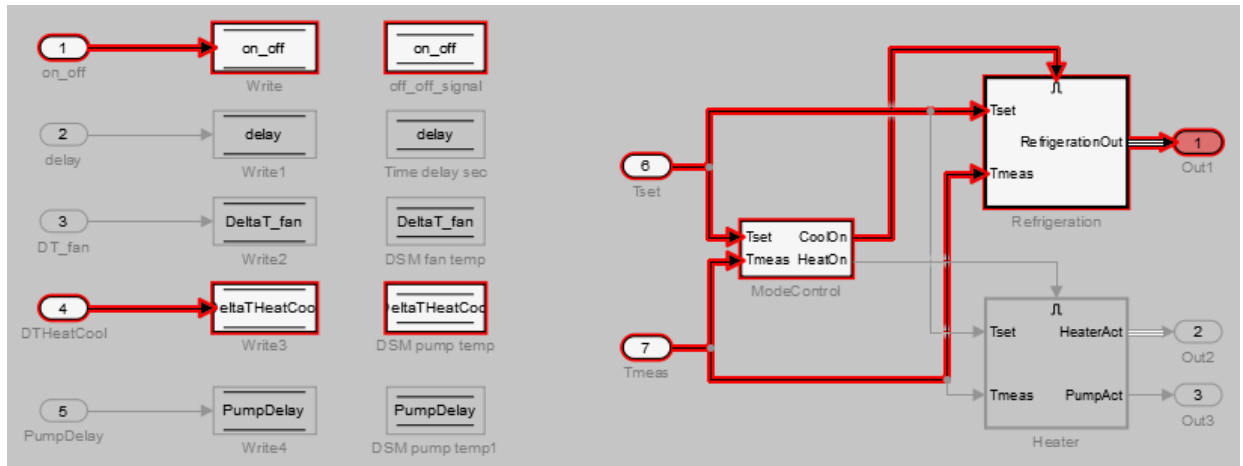 1
on_off
on_off
Write
on_off
off_off_signal
2
delay
delay
Write1
delay
Time delay sec
3
DT_fan
DeltaT_fan
Write2
DeltaT_fan
DSM fan temp
4
DTHeatCool
eltaTHeatCoo
Write3
eltaTHeatCoo
DSM pump temp
5
PumpDelay
PumpDelay
Write4
PumpDelay
DSM pump temp1
6
Tset
7
Tmeas
Tset CoolOn
Tmeas HeatOn
ModeControl
Tset
RefrigerationOut
Tmeas
Refrigeration
1
Out1
Tset HeaterAct
Tmeas PumpAct
Heater
2
Out2
3
Out3